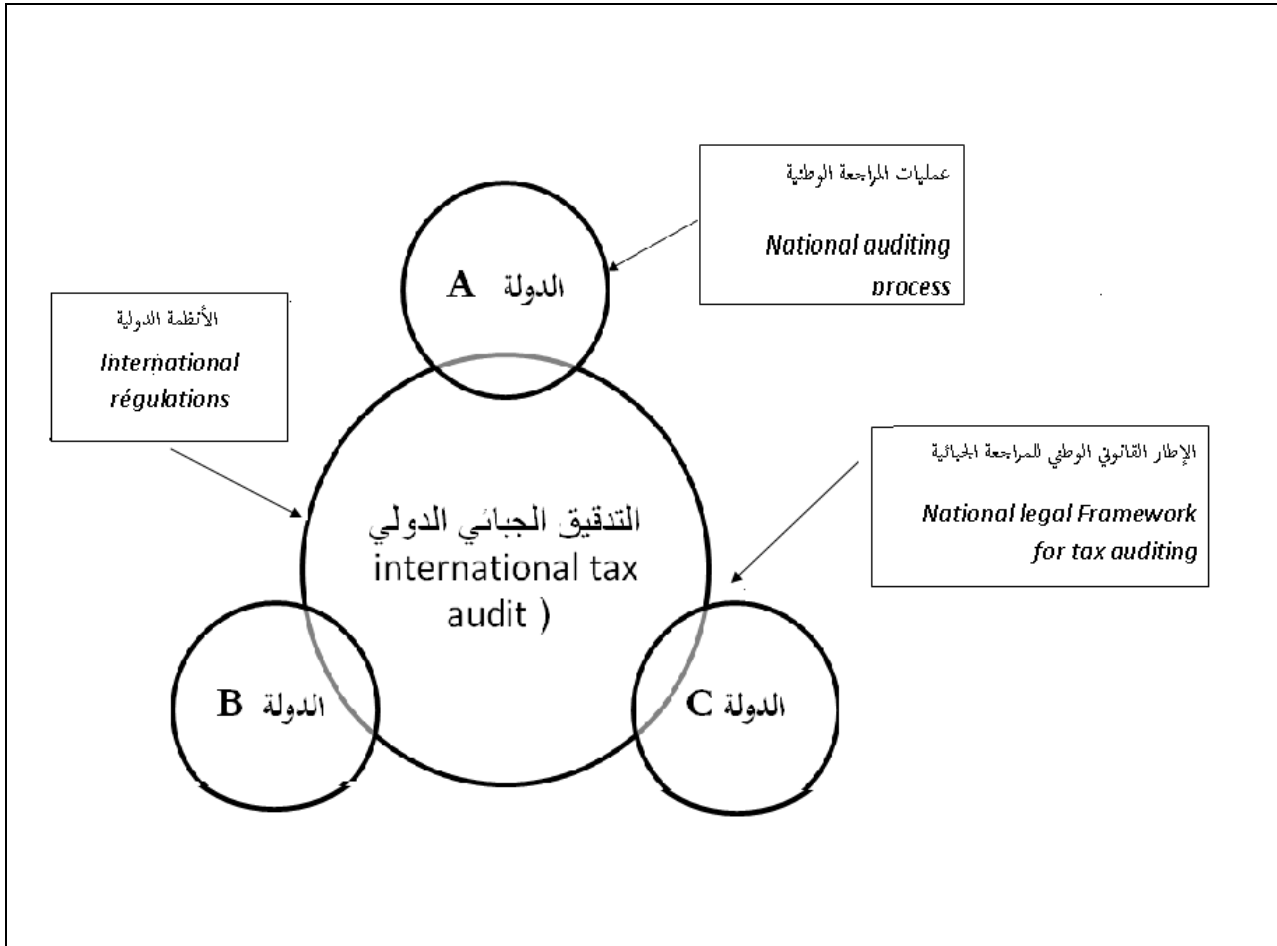 عمليات المراجعة الوطنية
National auditing
process
A الدولة
الأنظمة الدولية
International
régulations
الإطار القانوني الوطني للمراجعة الجبائية
National legal Framework
for tax auditing
التدقيق الجبائي الدولي
international tax
audit )
B الدولة
C الدولة